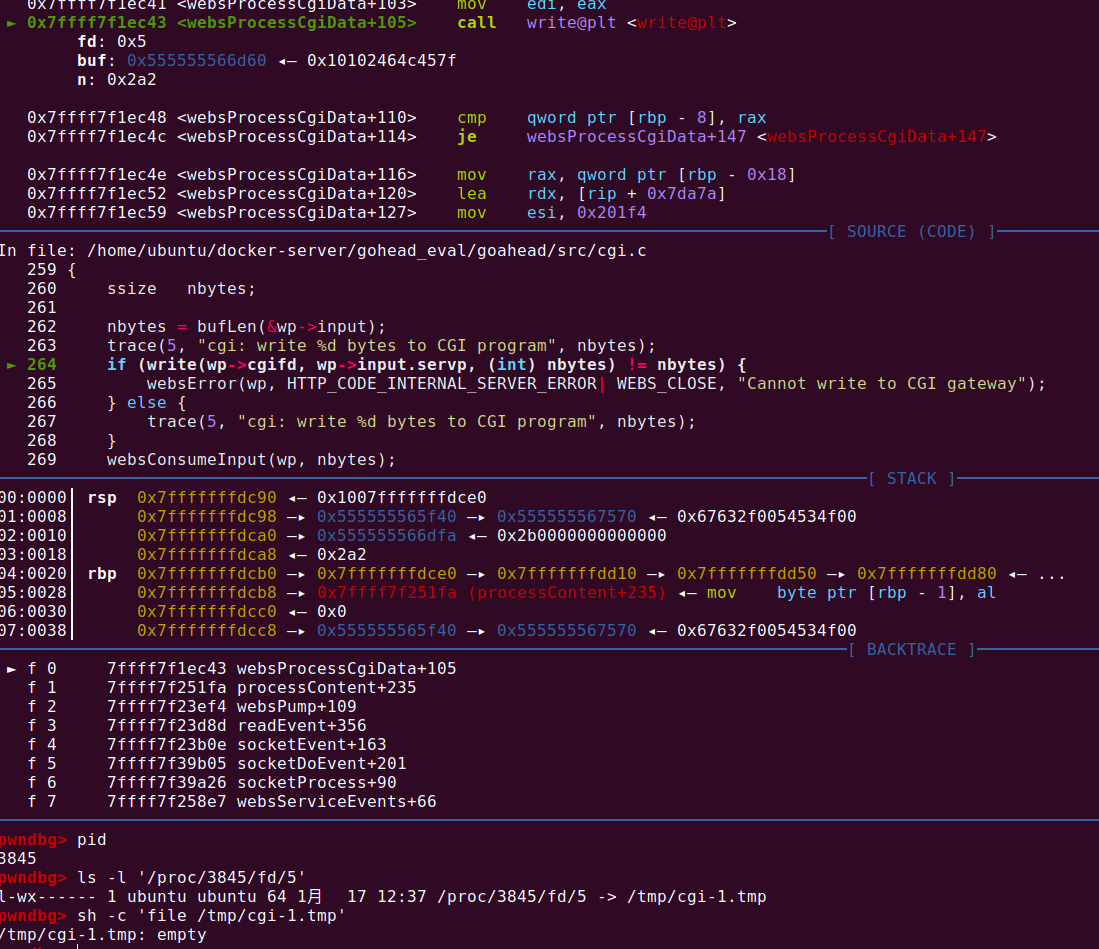 0x7ffff7f1ec41 <websProcessCgiData+103>    mov    edi, eax
► 0x7ffff7f1ec43 <websProcessCgiData+105>    call   write@plt <write@plt>
fd: 0x5
buf: 0x555555566d60 ◂— 0x10102464c457f
n: 0x2a2
0x7ffff7f1ec48 <websProcessCgiData+110>    cmp    qword ptr [rbp - 8], rax
0x7ffff7f1ec4c <websProcessCgiData+114>    je     websProcessCgiData+147 <websProcessCgiData+147>
0x7ffff7f1ec4e <websProcessCgiData+116>    mov    rax, qword ptr [rbp - 0x18]
0x7ffff7f1ec52 <websProcessCgiData+120>    lea    rdx, [rip + 0x7da7a]
0x7ffff7f1ec59 <websProcessCgiData+127>    mov    esi, 0x201f4
[ SOURCE (CODE) ]
In file: /home/ubuntu/docker-server/gohead_eval/goahead/src/cgi.c
259 {
260     ssize   nbytes;
261
262     nbytes = bufLen(&wp->input);
263     trace(5, "cgi: write %d bytes to CGI program", nbytes);
► 264     if (write(wp->cgifd, wp->input.servp, (int) nbytes) != nbytes) {
265         websError(wp, HTTP_CODE_INTERNAL_SERVER_ERROR| WEBS_CLOSE, "Cannot write to CGI gateway");
266     } else {
267         trace(5, "cgi: write %d bytes to CGI program", nbytes);
268     }
269     websConsumeInput(wp, nbytes);
[ STACK ]
00:0000│ rsp  0x7fffffffdc90 ◂— 0x1007fffffffdce0
01:0008│      0x7fffffffdc98 —▸ 0x555555565f40 —▸ 0x555555567570 ◂— 0x67632f0054534f00
02:0010│      0x7fffffffdca0 —▸ 0x555555566dfa ◂— 0x2b0000000000000
03:0018│      0x7fffffffdca8 ◂— 0x2a2
04:0020│ rbp  0x7fffffffdcb0 —▸ 0x7fffffffdce0 —▸ 0x7fffffffdd10 —▸ 0x7fffffffdd50 —▸ 0x7fffffffdd80 ◂— ...
05:0028│      0x7fffffffdcb8 —▸ 0x7ffff7f251fa (processContent+235) ◂— mov    byte ptr [rbp - 1], al
06:0030│      0x7fffffffdcc0 ◂— 0x0
07:0038│      0x7fffffffdcc8 —▸ 0x555555565f40 —▸ 0x555555567570 ◂— 0x67632f0054534f00
[ BACKTRACE ]
► f 0     7ffff7f1ec43 websProcessCgiData+105
f 1     7ffff7f251fa processContent+235
f 2     7ffff7f23ef4 websPump+109
f 3     7ffff7f23d8d readEvent+356
f 4     7ffff7f23b0e socketEvent+163
f 5     7ffff7f39b05 socketDoEvent+201
f 6     7ffff7f39a26 socketProcess+90
f 7     7ffff7f258e7 websServiceEvents+66
pwndbg> pid
3845
pwndbg> ls -l '/proc/3845/fd/5'
l-wx------ 1 ubuntu ubuntu 64 1月  17 12:37 /proc/3845/fd/5 -> /tmp/cgi-1.tmp
pwndbg> sh -c 'file /tmp/cgi-1.tmp'
/tmp/cgi-1.tmp: empty